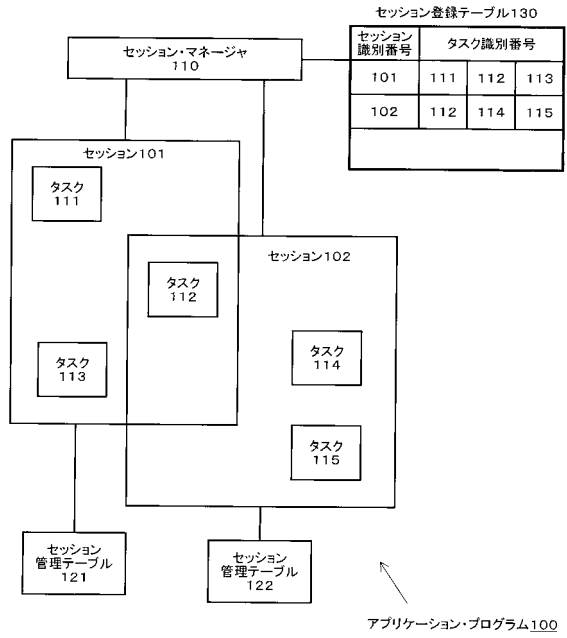 セッション登録テーブル130
セッション・マネージャ
110
セッション
識別番号
タスク識別番号
101 111 112 113
102 112 114 115
セッション101
タスク
111
セッション102
タスク
112
タスク
113
タスク
114
タスク
115
セッション
管理テーブル
121
セッション
管理テーブル
122
アプリケーション・プログラム100